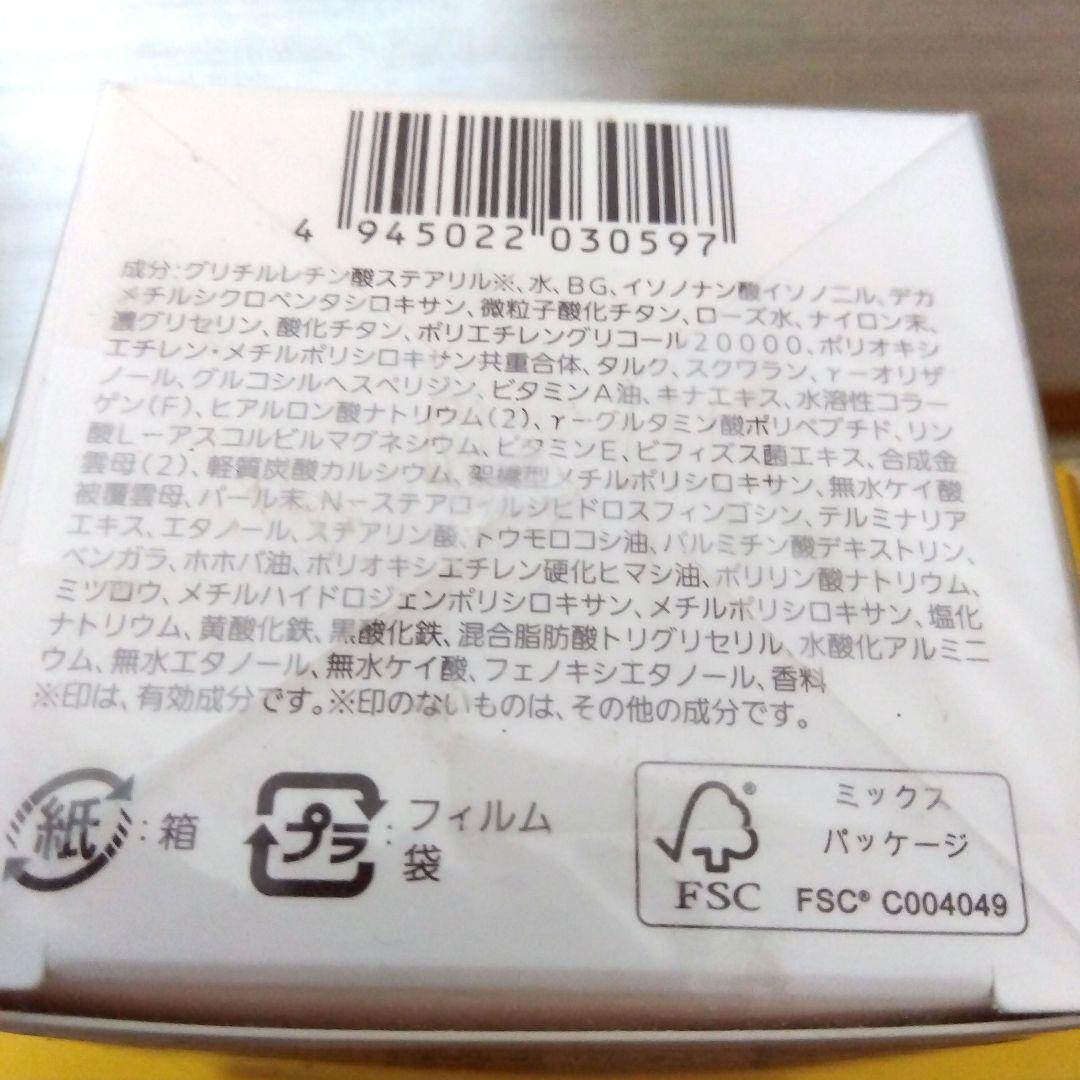 4 945022 030597
成分:グリチルレチン酸ステアリル※、水、BG、イソノナン酸イソノニル、デカ
メチルシクロペンタシロキサン、微粒子酸化チタン、ローズ水、ナイロン末、
濃グリセリン、酸化チタン、ポリエチレングリコール20000、ポリオキシ
エチレン・メチルポリシロキサン共重合体、タルク、スクワラン、γーオリザ
ノール、グルコシルヘスペリジン、ビタミンA油、キナエキス、水溶性コラー
ゲン(F)、ヒアルロン酸ナトリウム(2)、γーグルタミン酸ポリペプチド、リン
酸Lーアスコルビルマグネシウム、ビタミンE、ビフィズス菌エキス、合成金
雲母(2)、軽質炭酸カルシウム、架橋型メチルポリシロキサン、無水ケイ酸
被覆雲母、パール末、Nーステアロイルジヒドロスフィンゴシン、テルミナリア
エキス、エタノール、ステアリン酸、トウモロコシ油、パルミチン酸デキストリン、
ベンガラ、ホホバ油、ポリオキシエチレン硬化ヒマシ油、ポリリン酸ナトリウム、
ミツロウ、メチルハイドロジェンポリシロキサン、メチルポリシロキサン、塩化
ナトリウム、黄酸化鉄、黒酸化鉄、混合脂肪酸トリグリセリル、水酸化アルミニ
ウム、無水エタノール、無水ケイ酸、フェノキシエタノール、香料
※印は、有効成分です。※印のないものは、その他の成分です。
紙:箱
プラ:フィルム
袋
ミックス
パッケージ
FSC® C004049
FSC